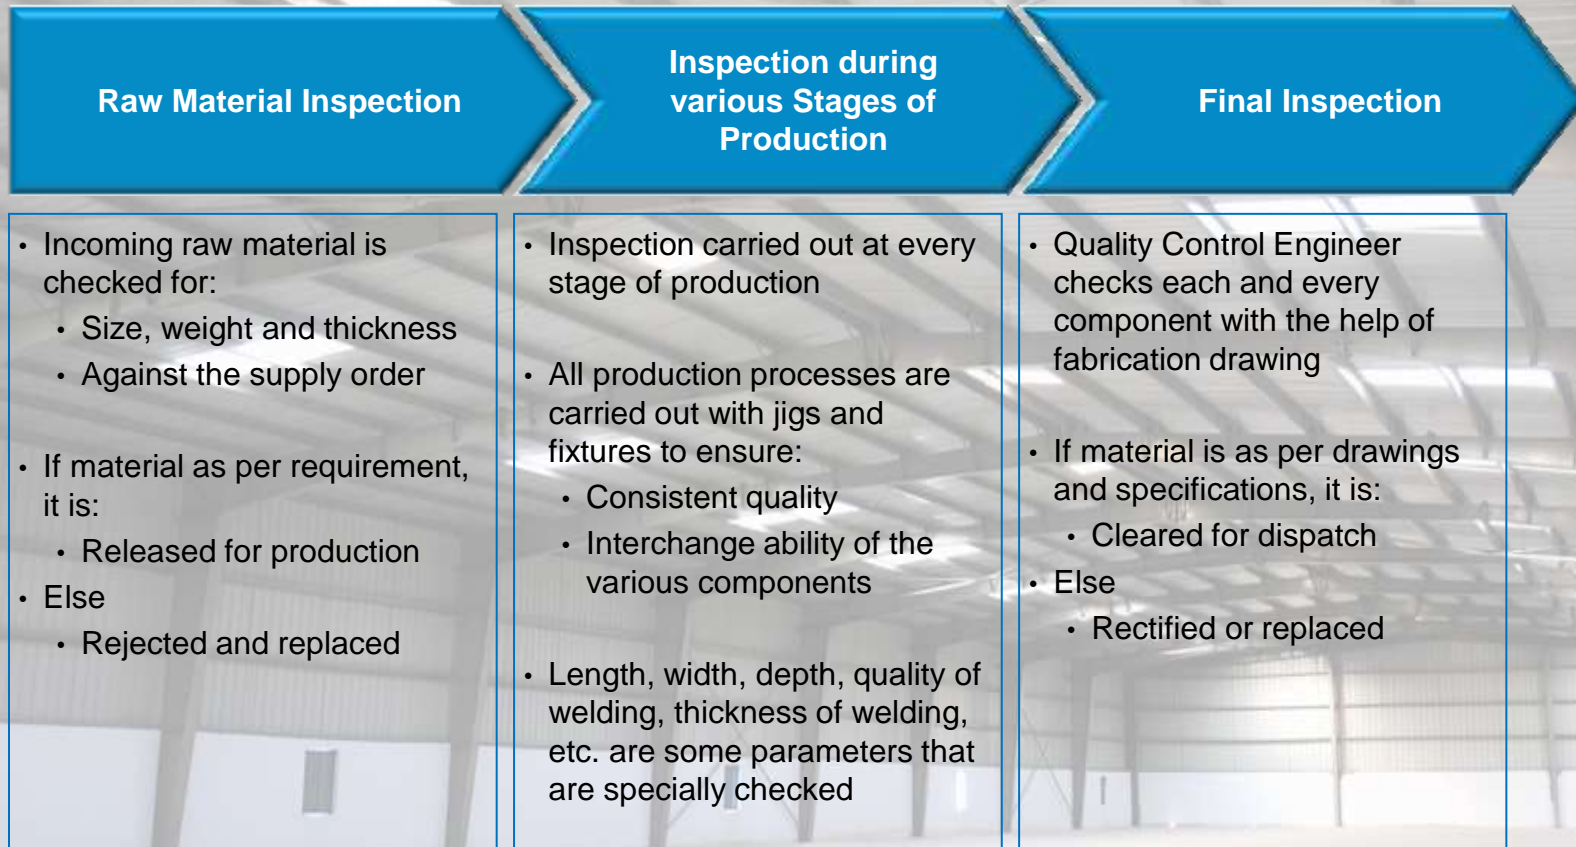 Raw Material Inspection
Inspection during
various Stages of
Production
Final Inspection
• Incoming raw material is
checked for:
• Size, weight and thickness
• Against the supply order
• If material as per requirement,
it is:
• Released for production
• Else
• Rejected and replaced
• Inspection carried out at every
stage of production
• All production processes are
carried out with jigs and
fixtures to ensure:
• Consistent quality
• Interchange ability of the
various components
• Length, width, depth, quality of
welding, thickness of welding,
etc. are some parameters that
are specially checked
• Quality Control Engineer
checks each and every
component with the help of
fabrication drawing
• If material is as per drawings
and specifications, it is:
• Cleared for dispatch
• Else
• Rectified or replaced